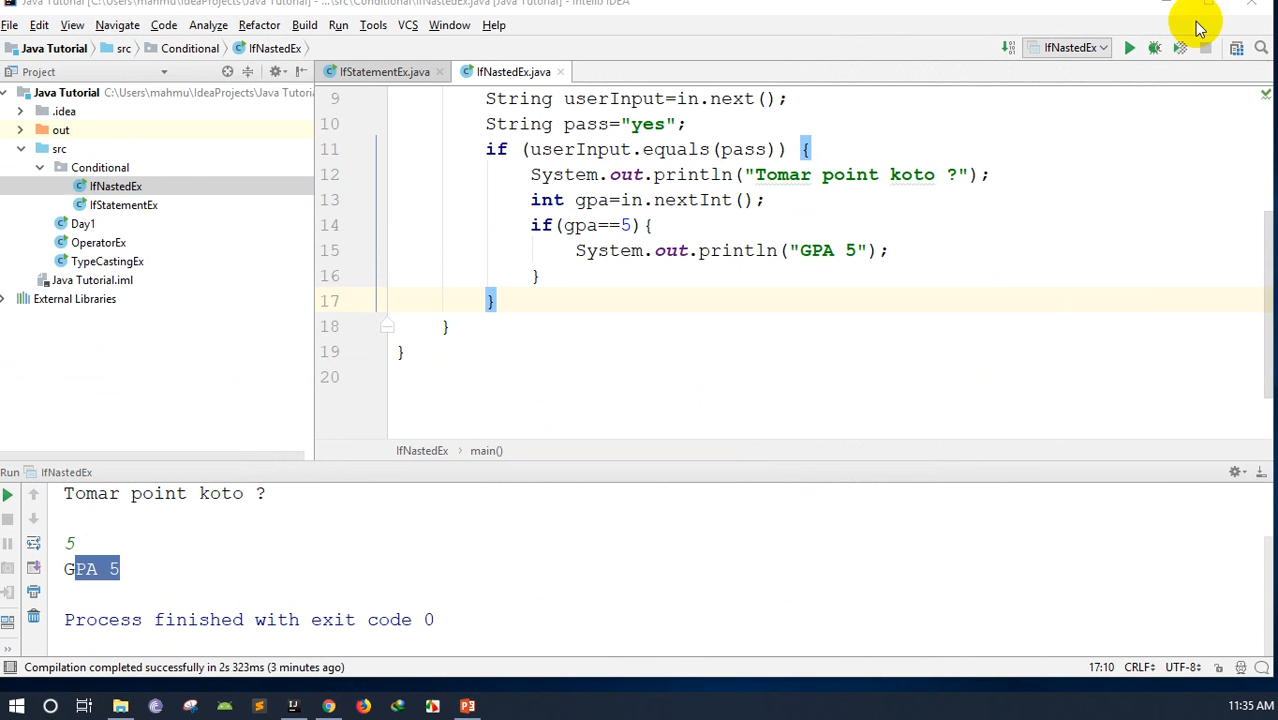 Java Tutorial [C:\Users\mahmu\IdeaProjects\Java Tutorial] - ...\src\Conditional\IfNastedEx.java [Java Tutorial] - IntelliJ IDEA
File Edit View Navigate Code Analyze Refactor Build Run Tools VCS Window Help
Java Tutorial src Conditional IfNastedEx IfNastedEx
Project IfStatementEx.java IfNastedEx.java
Java Tutorial C:\Users\mahmu\IdeaProjects\Java Tutori
.idea
out
src
Conditional
IfNastedEx
IfStatementEx
Day1
OperatorEx
TypeCastingEx
Java Tutorial.iml
External Libraries
9 String userInput=in.next();
10 String pass="yes";
11 if (userInput.equals(pass)) {
12 System.out.println("Tomar point koto ?");
13 int gpa=in.nextInt();
14 if(gpa==5){
15 System.out.println("GPA 5");
16 }
17 }
18 }
19 }
20
IfNastedEx main()
Run IfNastedEx
Tomar point koto ?
5
GPA 5
Process finished with exit code 0
Compilation completed successfully in 2s 323ms (3 minutes ago) 17:10 CRLF UTF-8
11:35 AM